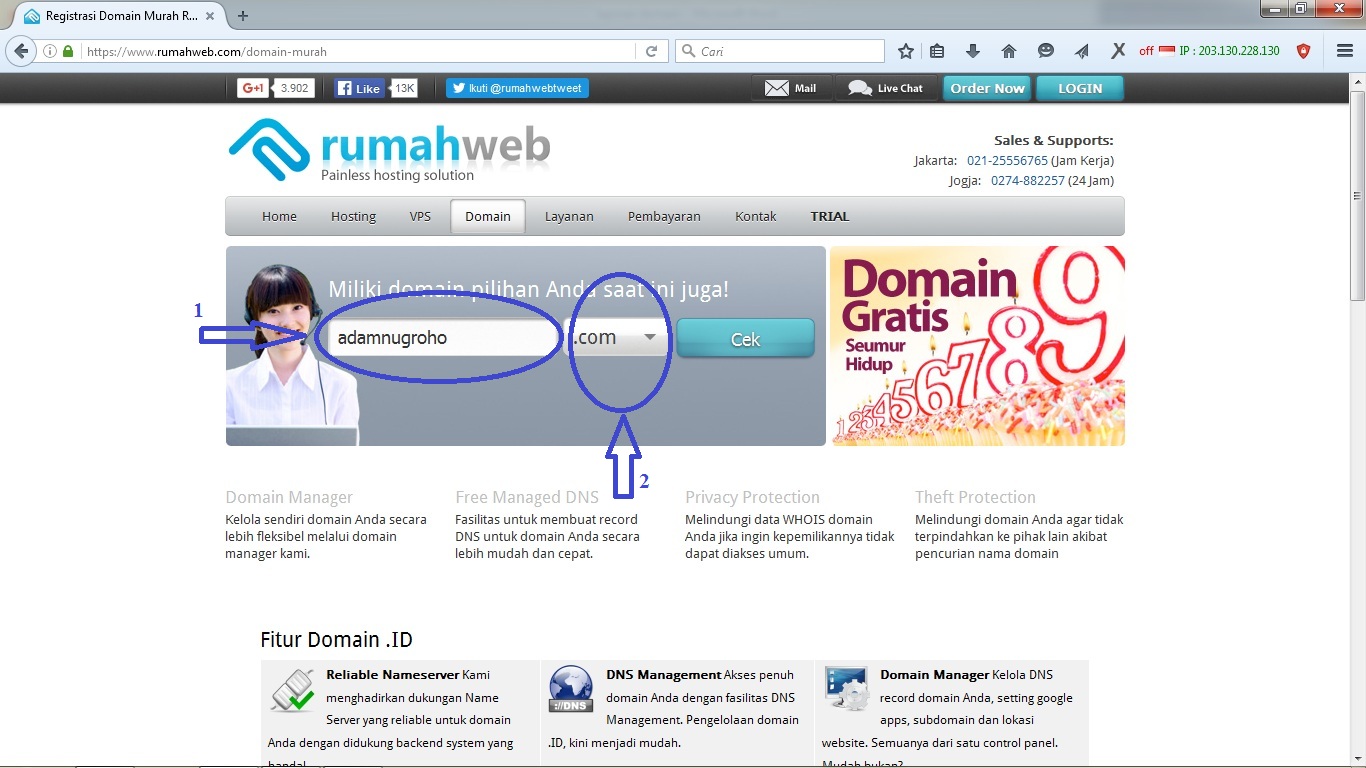 Registrasi Domain Murah R...
https://www.rumahweb.com/domain-murah
Cari
off IP : 203.130.228.130
G+1 3.902
Like 13K
Ikuti @rumahwebtweet
Mail
Live Chat
Order Now
LOGIN
rumahweb
Painless hosting solution
Sales & Supports:
Jakarta: 021-25556765 (Jam Kerja)
Jogja: 0274-882257 (24 Jam)
Home Hosting VPS Domain Layanan Pembayaran Kontak TRIAL
Miliki domain pilihan Anda saat ini juga!
1
adamnugroho
.com
Cek
2
Domain
Gratis
Seumur
Hidup
123456789
Domain Manager
Kelola sendiri domain Anda secara
lebih fleksibel melalui domain
manager kami.
Free Managed DNS
Fasilitas untuk membuat record
DNS untuk domain Anda secara
lebih mudah dan cepat.
Privacy Protection
Melindungi data WHOIS domain
Anda jika ingin kepemilikannya tidak
dapat diakses umum.
Theft Protection
Melindungi domain Anda agar tidak
terpindahkan ke pihak lain akibat
pencurian nama domain
Fitur Domain .ID
Reliable Nameserver Kami
menghadirkan dukungan Name
Server yang reliable untuk domain
Anda dengan didukung backend system yang
handal.
://DNS
DNS Management Akses penuh
domain Anda dengan fasilitas DNS
Management. Pengelolaan domain
.ID, kini menjadi mudah.
Domain Manager Kelola DNS
record domain Anda, setting google
apps, subdomain dan lokasi
website. Semuanya dari satu control panel.
Mudah bukan?